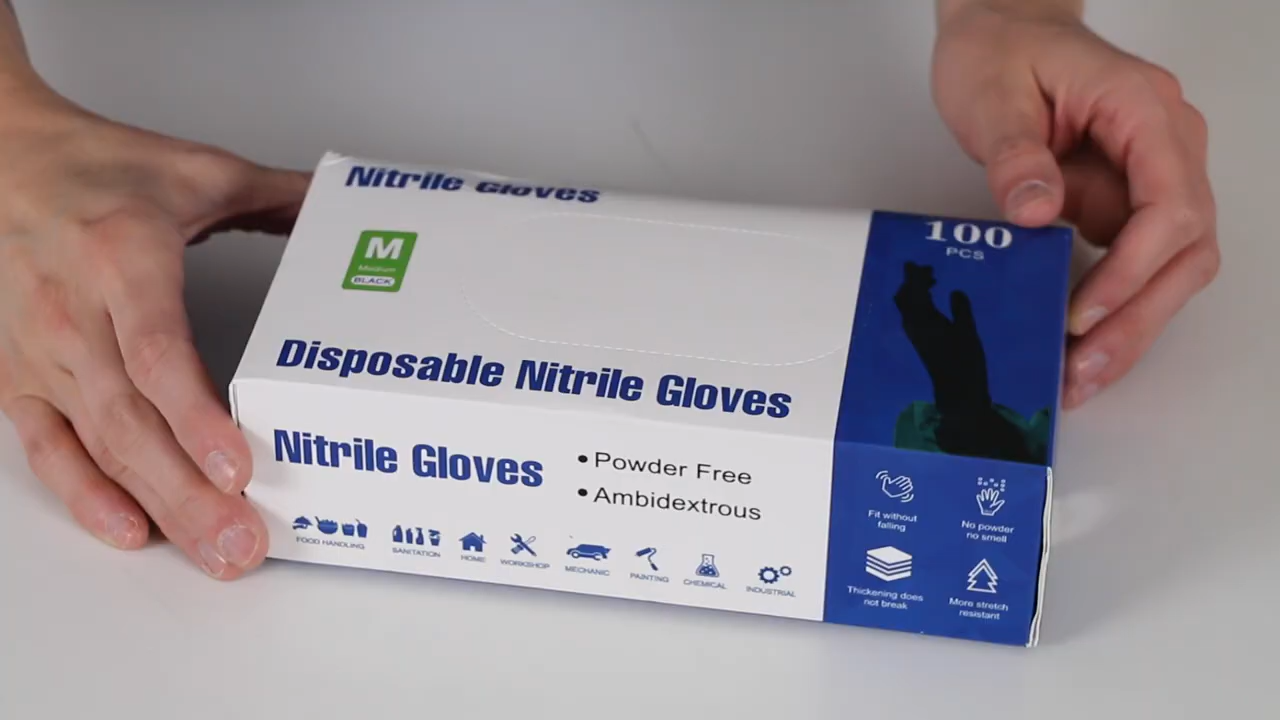 Nitrile Gloves
100
PCS
M
Medium
BLACK
Disposable Nitrile Gloves
Nitrile Gloves
• Powder Free
• Ambidextrous
FOOD HANDLING
SANITATION
HOME
WORKSHOP
MECHANIC
PAINTING
CHEMICAL
INDUSTRIAL
Fit without
falling
No powder
no smell
Thickening does
not break
More stretch
resistant